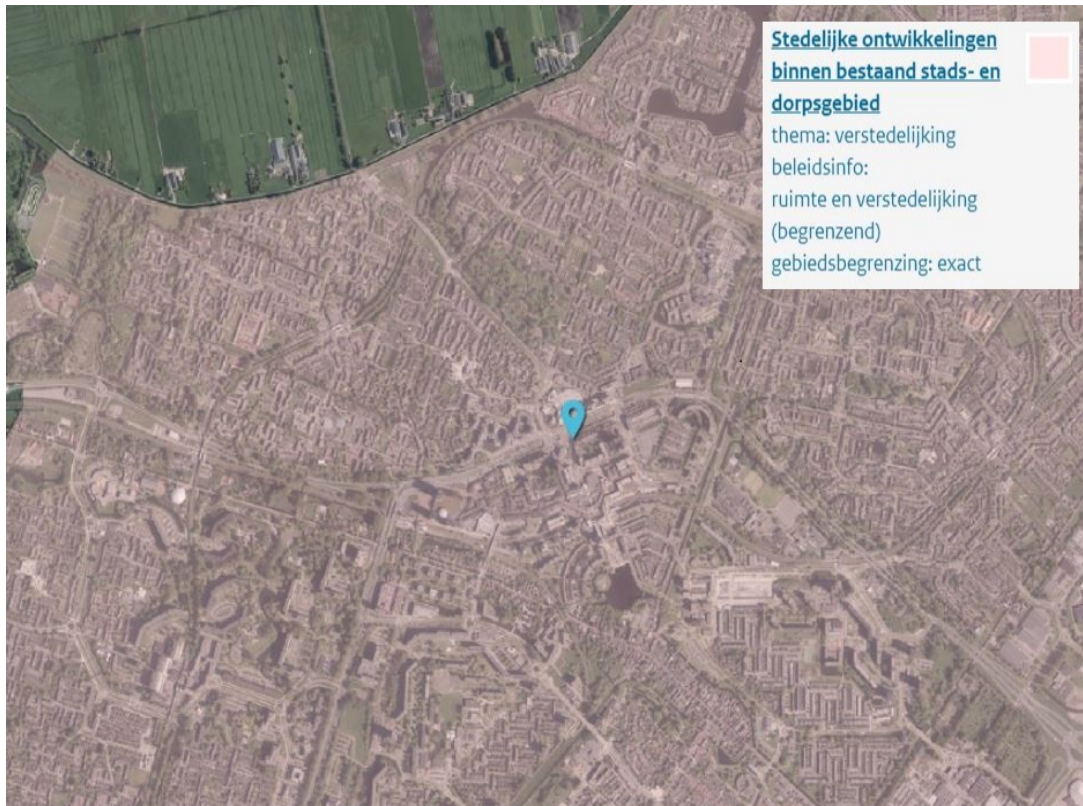 Stedelijke ontwikkelingen
binnen bestaand stads- en
dorpsgebied
thema: verstedelijking
beleidsinfo:
ruimte en verstedelijking
(begrenzend)
gebiedsbegrenzing: exact